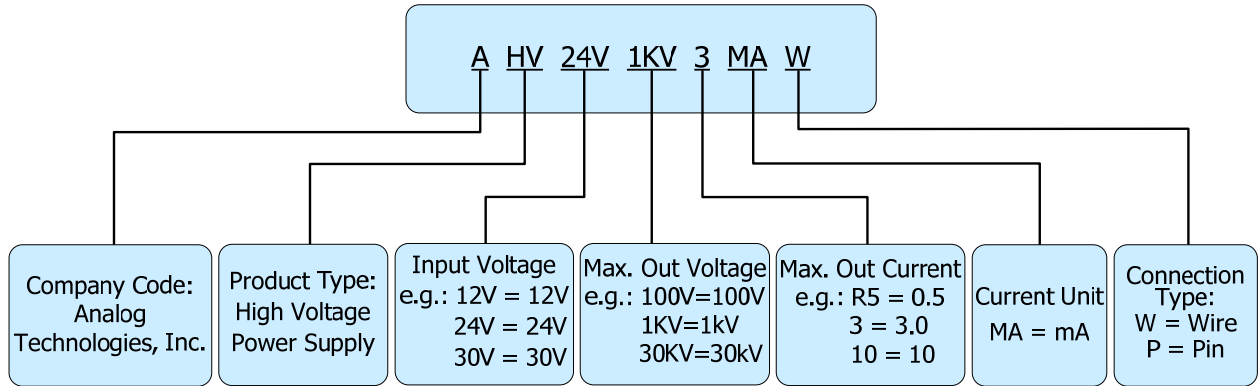 A HV 24V 1KV 3 MA W
Company Code:
Analog
Technologies, Inc.
Product Type:
High Voltage
Power Supply
Input Voltage
e.g.: 12V = 12V
24V = 24V
30V = 30V
Max. Out Voltage
e.g.: 100V=100V
1KV=1kV
30KV=30kV
Max. Out Current
e.g.: R5 = 0.5
3 = 3.0
10 = 10
Current Unit
MA = mA
Connection
Type:
W = Wire
P = Pin